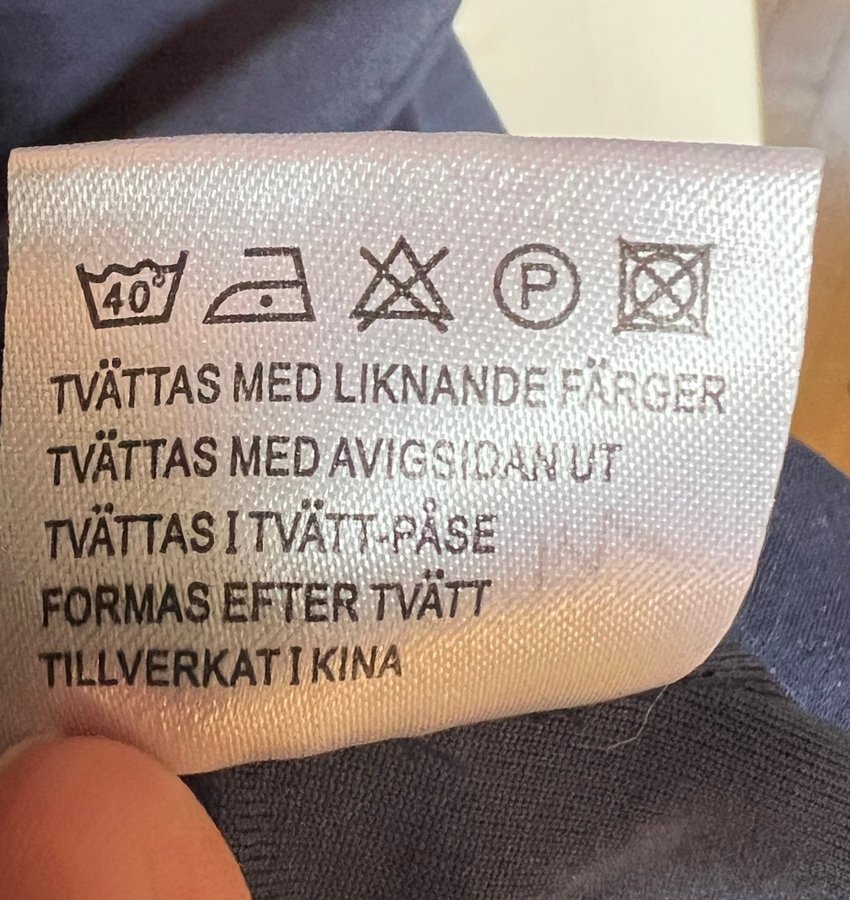 40° P
TVÄTTAS MED LIKNANDE FÄRGER
TVÄTTAS MED AVIGSIDAN UT
TVÄTTAS I TVÄTT-PÅSE
FORMAS EFTER TVÄTT
TILLVERKAT I KINA